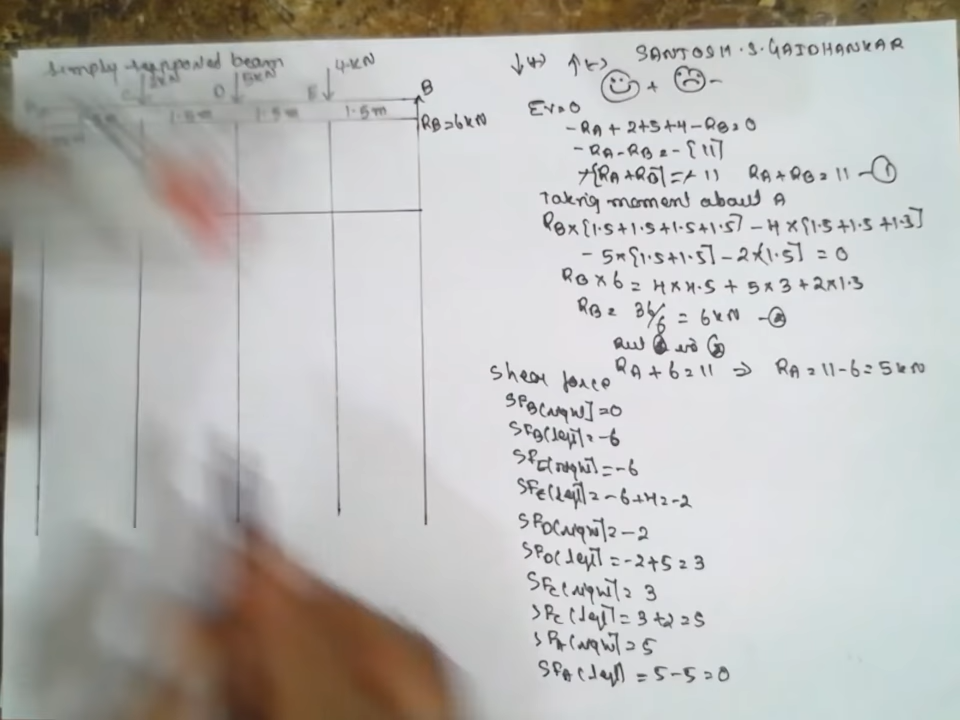 Simply supported beam
2kN 5kN 4kN
C D E B
1.5m 1.5m 1.5m
RB=6kN
SANTOSH.S.GAIDHANKAR
↓+) ↑(-) + -
Σv=0
-RA+2+5+4-RB=0
-RA-RB=-[11]
+[RA+RB]=+11 RA+RB=11-①
Taking moment about A
RB×[1.5+1.5+1.5+1.5]-4×[1.5+1.5+1.5]
-5×[1.5+1.5]-2×[1.5]=0
RB×6=4×4.5+5×3+2×1.5
RB=36/6=6kN-②
RA+6=11 ⇒ RA=11-6=5kN
Shear force
SFB(right)=0
SFB(left)=-6
SFE(right)=-6
SFE(left)=-6+4=-2
SFD(right)=-2
SFD(left)=-2+5=3
SFC(right)=3
SFC(left)=3+2=5
SFA(right)=5
SFA(left)=5-5=0